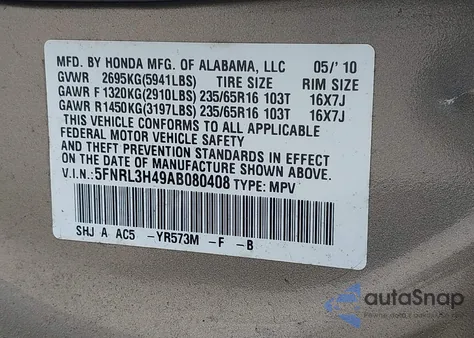 MFD. BY HONDA MFG. OF ALABAMA, LLC 05/' 10
GVWR 2695KG(5941LBS) TIRE SIZE RIM SIZE
GAWR F 1320KG(2910LBS) 235/65R16 103T 16X7J
GAWR R 1450KG(3197LBS) 235/65R16 103T 16X7J
THIS VEHICLE CONFORMS TO ALL APPLICABLE
FEDERAL MOTOR VEHICLE SAFETY, BUMPER,
AND THEFT PREVENTION STANDARDS IN EFFECT
ON THE DATE OF MANUFACTURE SHOWN ABOVE.
V.I.N.:5FNRL3H49AB080408 TYPE: MPV
SHJ A AC5 -YR573M -F -B
autoSnap